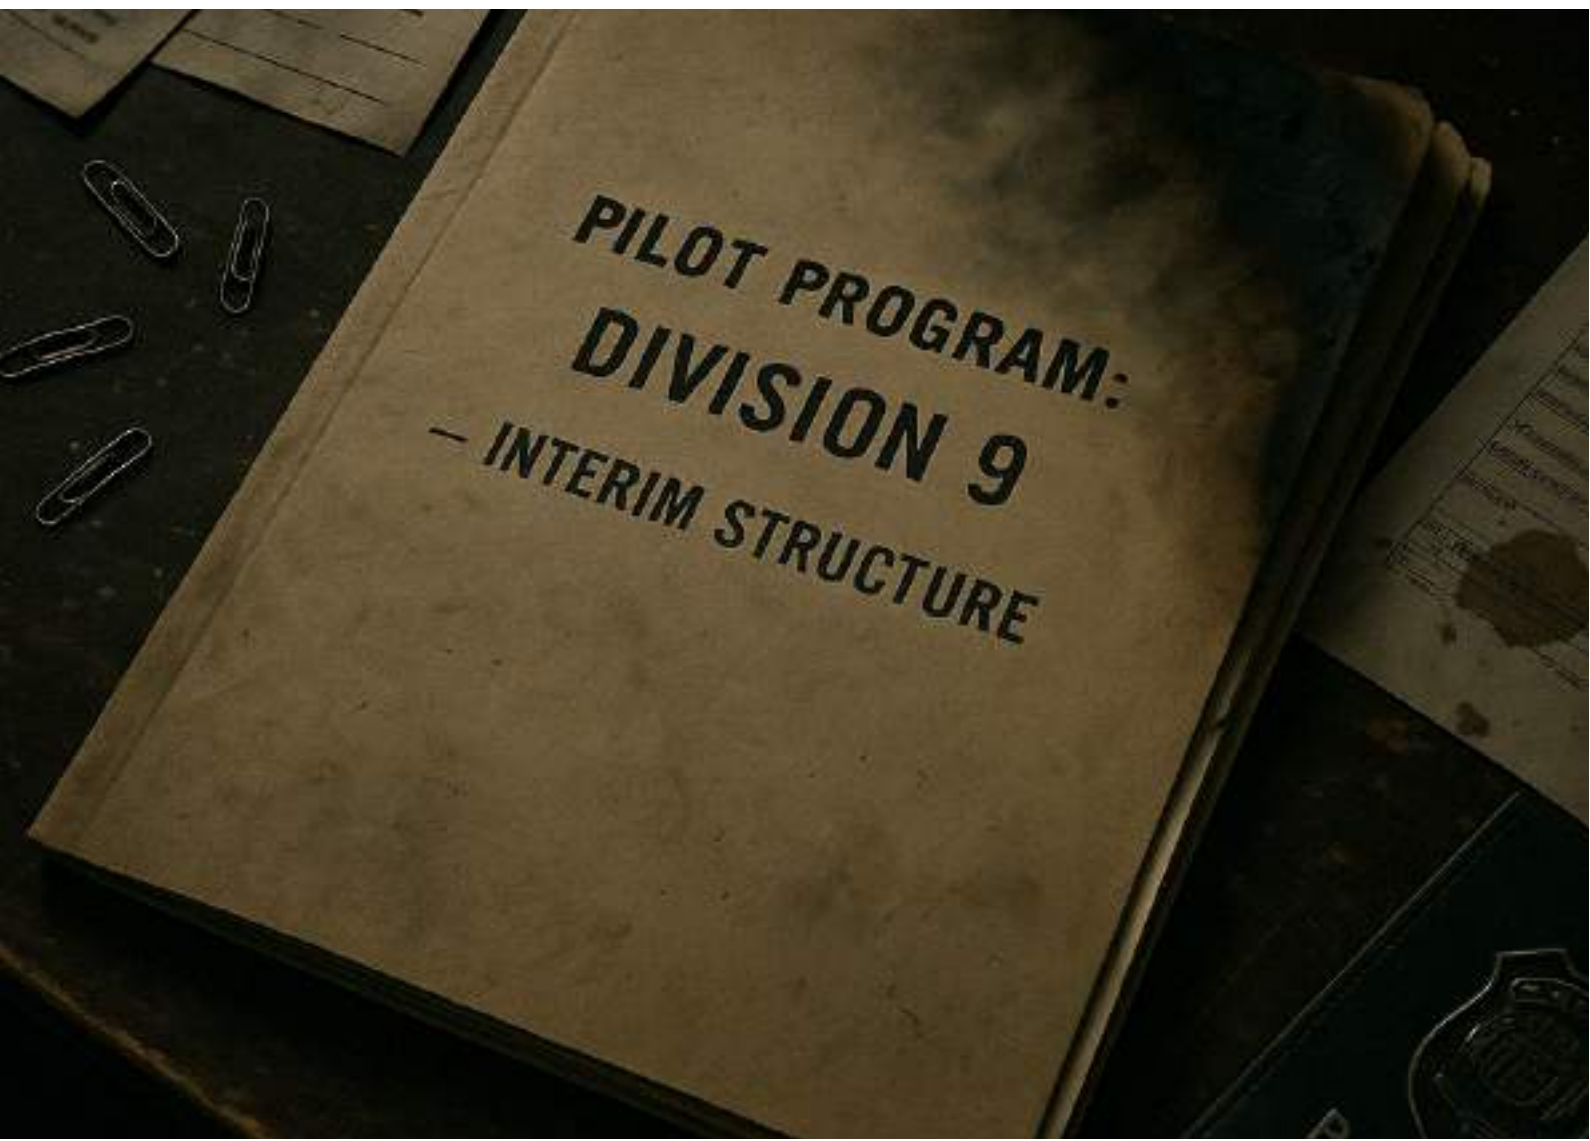 PILOT PROGRAM:
DIVISION 9
– INTERIM STRUCTURE